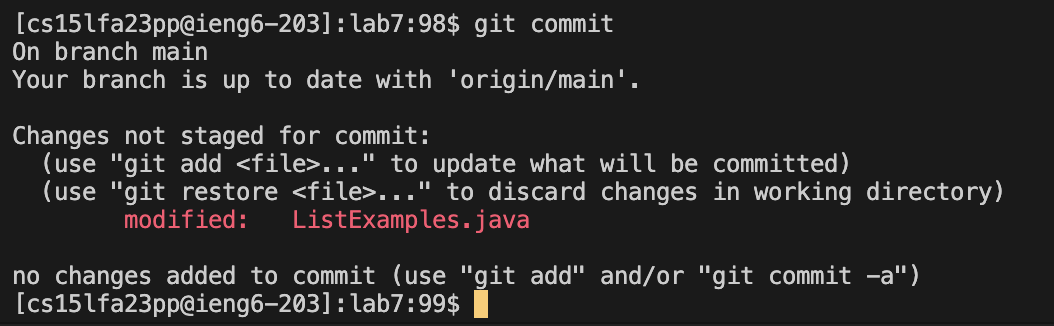 [cs15lfa23pp@ieng6-203]:lab7:98$ git commit
On branch main
Your branch is up to date with 'origin/main'.
Changes not staged for commit:
  (use "git add <file>..." to update what will be committed)
  (use "git restore <file>..." to discard changes in working directory)
        modified:   ListExamples.java
no changes added to commit (use "git add" and/or "git commit -a")
[cs15lfa23pp@ieng6-203]:lab7:99$